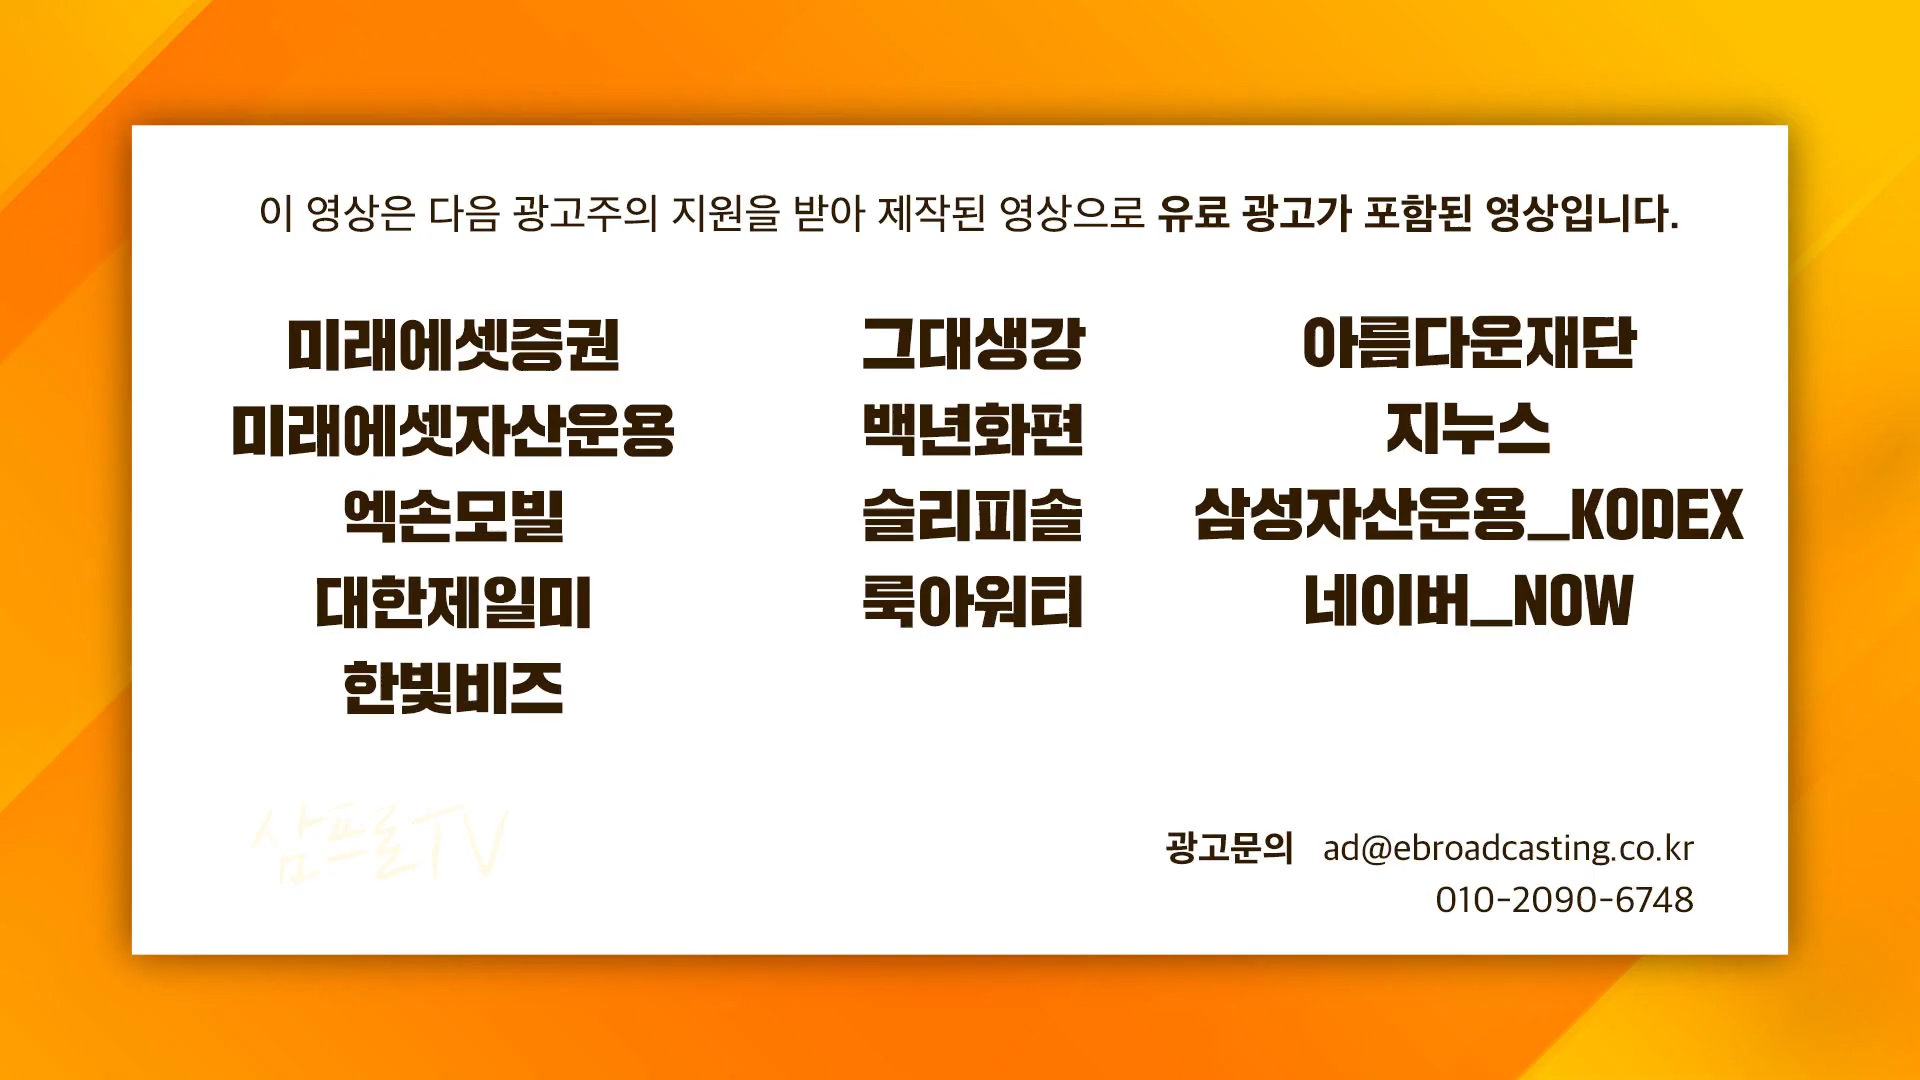 이 영상은 다음 광고주의 지원을 받아 제작된 영상으로 유료 광고가 포함된 영상입니다.
미래에셋증권
미래에셋자산운용
엑손모빌
대한제일미
한빛비즈
그대생강
백년화편
슬리피솔
룩아워티
아름다운재단
지누스
삼성자산운용_KODEX
네이버_NOW
삼프로TV
광고문의 ad@ebroadcasting.co.kr
010-2090-6748